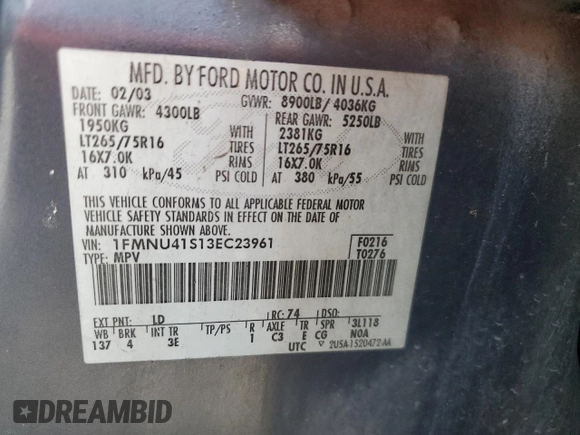 MFD. BY FORD MOTOR CO. IN U.S.A.
DATE: 02/03 GVWR: 8900LB/ 4036KG
FRONT GAWR: 4300LB REAR GAWR: 5250LB
1950KG WITH 2381KG WITH
LT265/75R16 TIRES LT265/75R16 TIRES
16X7.0K RIMS 16X7.0K RIMS
AT 310 kPa/45 PSI COLD AT 380 kPa/55 PSI COLD
THIS VEHICLE CONFORMS TO ALL APPLICABLE FEDERAL MOTOR
VEHICLE SAFETY STANDARDS IN EFFECT ON THE DATE OF
MANUFACTURE SHOWN ABOVE.
VIN: 1FMNU41S13EC23961 F0216
TYPE: MPV T0276
EXT PNT: LD RC: 74 DSO:
WB BRK INT TR TP/PS R AXLE TR SPR 3L118
137 4 3E 1 C3 E CG N0A
UTC ▽ 2U5A-1520472-AA
DREAMBID